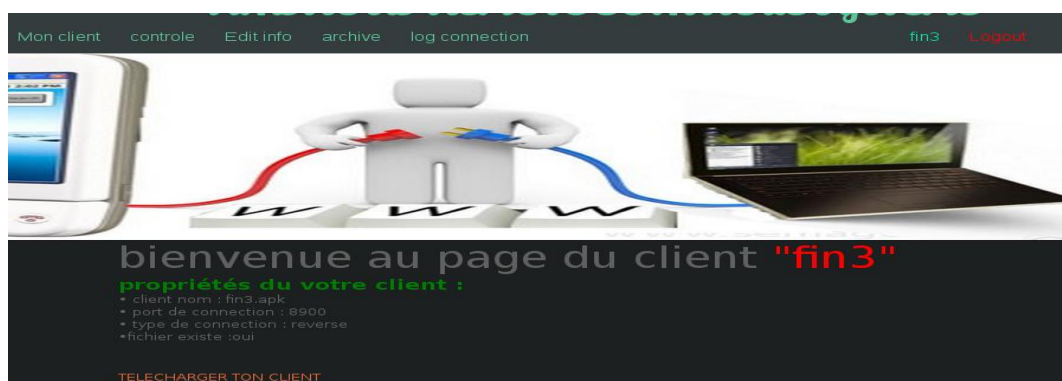 Mon client controle Edit info archive log connection fin3 Logout
W W W
bienvenue au page du client "fin3"
propriétés du votre client :
• client nom : fin3.apk
• port de connection : 8900
• type de connection : reverse
•fichier existe :oui
TELECHARGER TON CLIENT